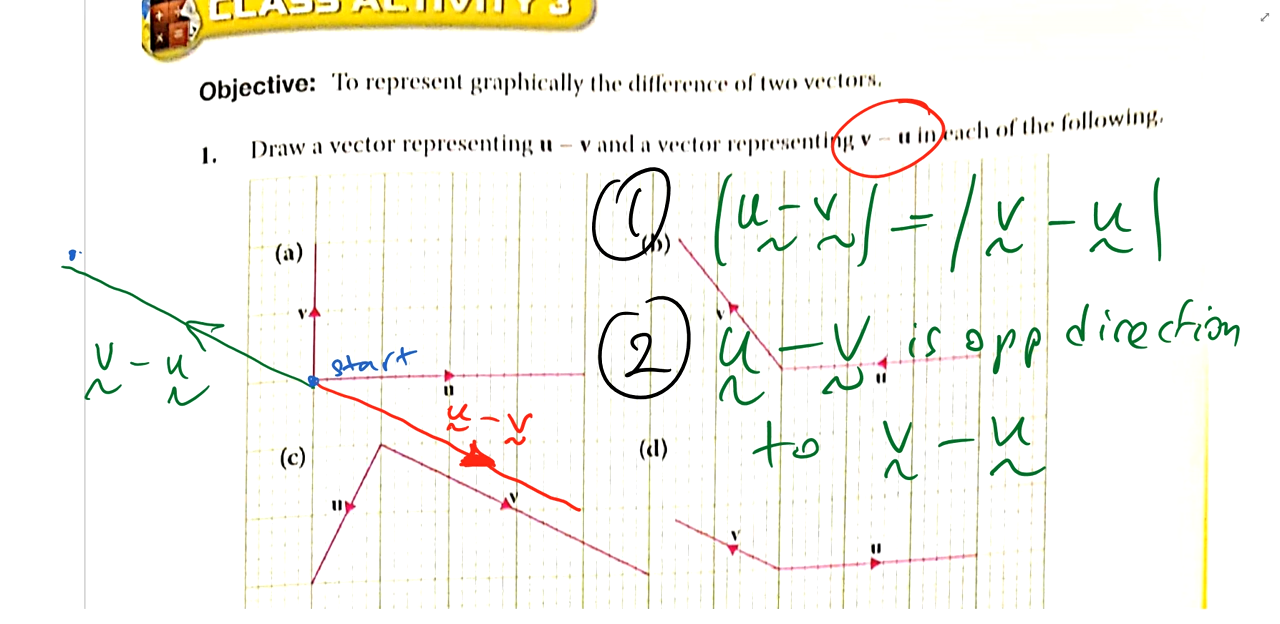 CLASS ACTIVITY 3
Objective: To represent graphically the difference of two vectors.
1. Draw a vector representing u – v and a vector representing v – u in each of the following.
(a)
v
start
u
u - v
v - u
(b)
v
u
(c)
u
v
(d)
v
u
① |u - v| = |v - u|
② u - v is opp direction
to v - u